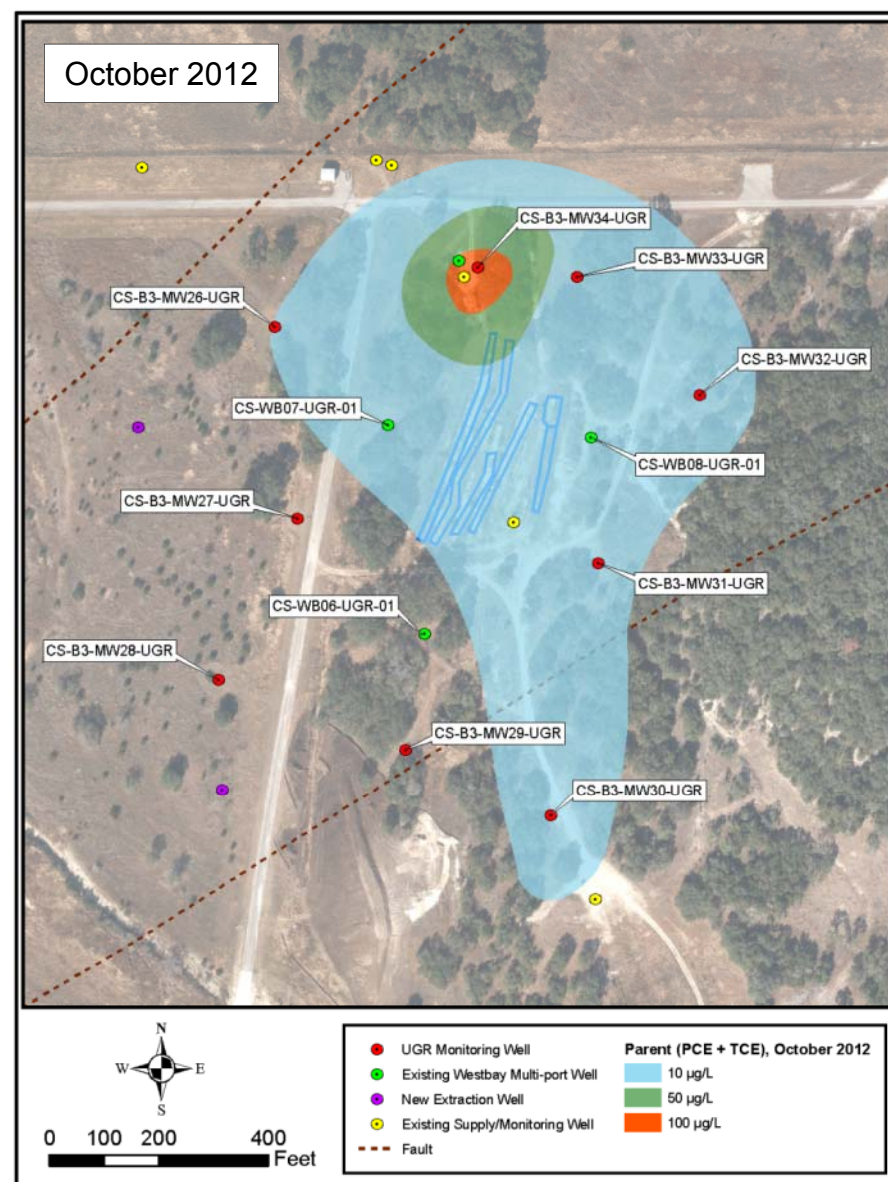 October 2012
CS-B3-MW34-UGR
CS-B3-MW33-UGR
CS-B3-MW26-UGR
CS-B3-MW32-UGR
CS-WB07-UGR-01
CS-WB08-UGR-01
CS-B3-MW27-UGR
CS-B3-MW31-UGR
CS-WB06-UGR-01
CS-B3-MW28-UGR
CS-B3-MW29-UGR
CS-B3-MW30-UGR
N
W E
S
0 100 200 400
Feet
UGR Monitoring Well
Existing Westbay Multi-port Well
New Extraction Well
Existing Supply/Monitoring Well
Fault
Parent (PCE + TCE), October 2012
10 µg/L
50 µg/L
100 µg/L